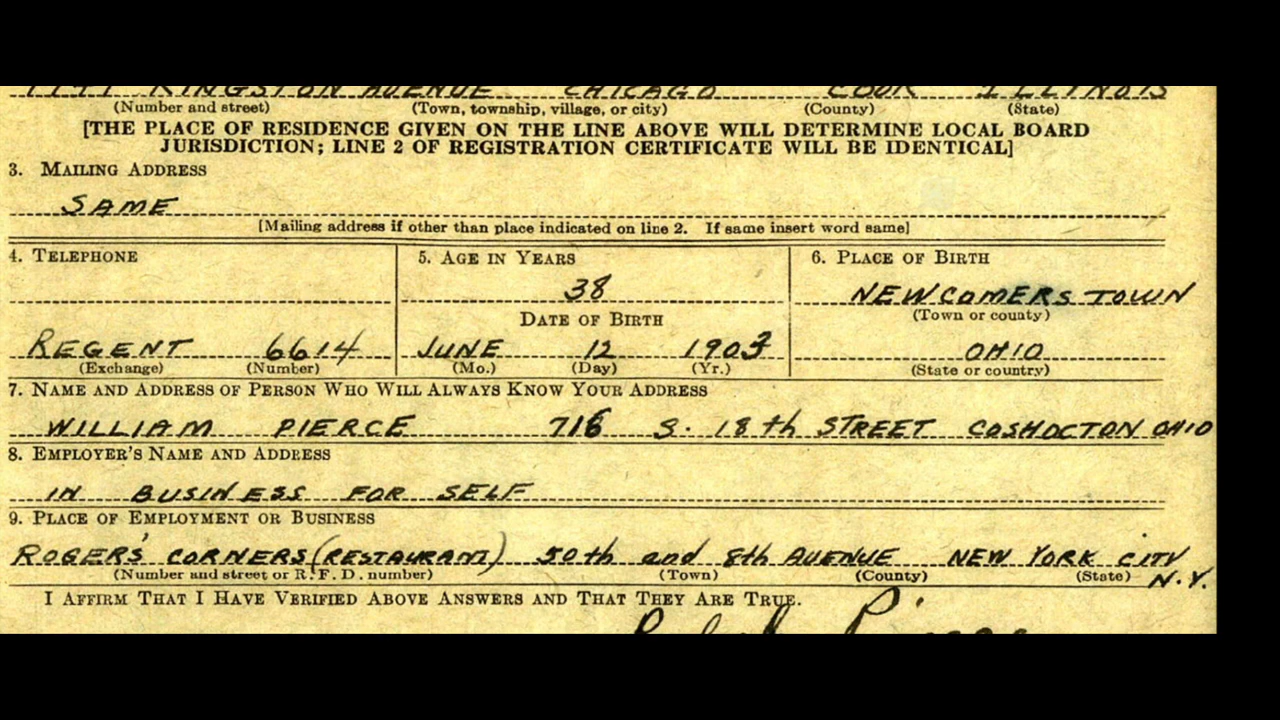 KINGSTON AVENUE CHICAGO COOK ILLINOIS
(Number and street) (Town, township, village, or city) (County) (State)
[THE PLACE OF RESIDENCE GIVEN ON THE LINE ABOVE WILL DETERMINE LOCAL BOARD
JURISDICTION; LINE 2 OF REGISTRATION CERTIFICATE WILL BE IDENTICAL]
3. MAILING ADDRESS
SAME
[Mailing address if other than place indicated on line 2. If same insert word same]
4. TELEPHONE 5. AGE IN YEARS 6. PLACE OF BIRTH
38 NEWCOMERSTOWN
DATE OF BIRTH (Town or county)
REGENT 6614 JUNE 12 1903 OHIO
(Exchange) (Number) (Mo.) (Day) (Yr.) (State or country)
7. NAME AND ADDRESS OF PERSON WHO WILL ALWAYS KNOW YOUR ADDRESS
WILLIAM PIERCE 716 S. 18th STREET COSHOCTON OHIO
8. EMPLOYER'S NAME AND ADDRESS
IN BUSINESS FOR SELF
9. PLACE OF EMPLOYMENT OR BUSINESS
ROGER'S CORNERS (RESTAURANT) 50th and 8th AVENUE NEW YORK CITY
(Number and street or R. F. D. number) (Town) (County) (State) N.Y.
I AFFIRM THAT I HAVE VERIFIED ABOVE ANSWERS AND THAT THEY ARE TRUE.